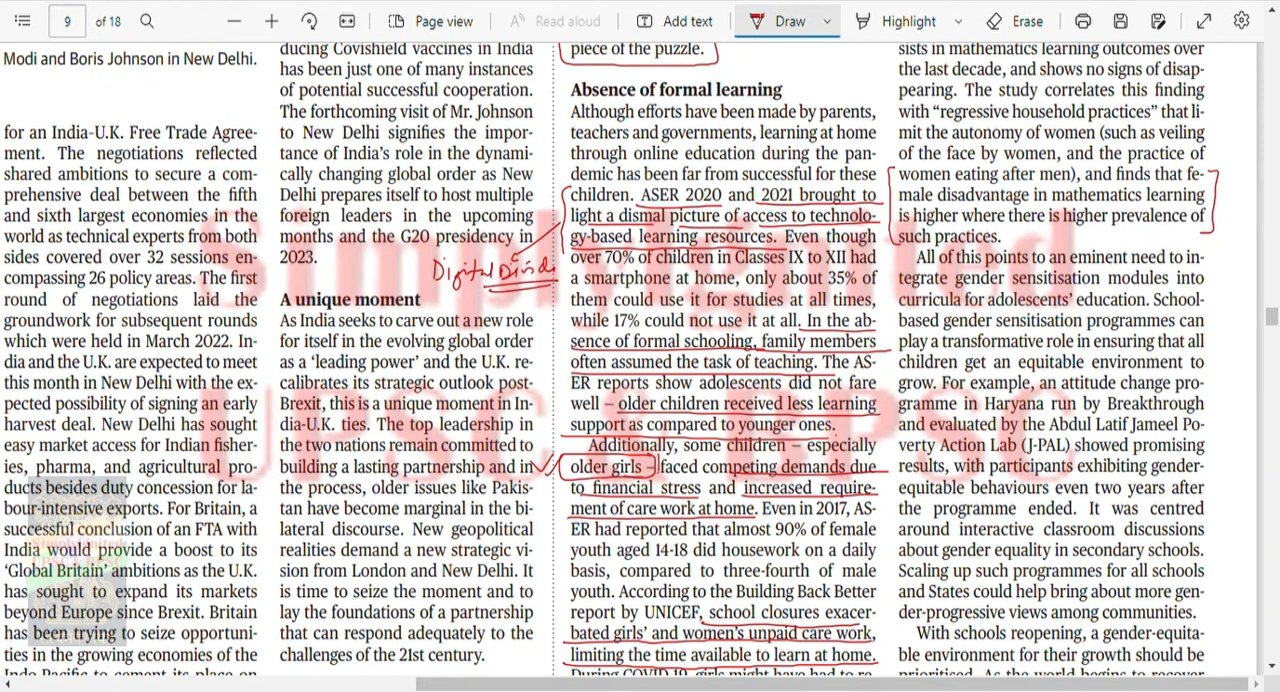 9 of 18 Page view Read aloud Add text Draw Highlight Erase
Modi and Boris Johnson in New Delhi.
for an India-U.K. Free Trade Agree-
ment. The negotiations reflected
shared ambitions to secure a com-
prehensive deal between the fifth
and sixth largest economies in the
world as technical experts from both
sides covered over 32 sessions en-
compassing 26 policy areas. The first
round of negotiations laid the
groundwork for subsequent rounds
which were held in March 2022. In-
dia and the U.K. are expected to meet
this month in New Delhi with the ex-
pected possibility of signing an early
harvest deal. New Delhi has sought
easy market access for Indian fisher-
ies, pharma, and agricultural pro-
ducts besides duty concession for la-
bour-intensive exports. For Britain, a
successful conclusion of an FTA with
India would provide a boost to its
‘Global Britain’ ambitions as the U.K.
has sought to expand its markets
beyond Europe since Brexit. Britain
has been trying to seize opportuni-
ties in the growing economies of the
Indo-Pacific to cement its place on
ducing Covishield vaccines in India
has been just one of many instances
of potential successful cooperation.
The forthcoming visit of Mr. Johnson
to New Delhi signifies the impor-
tance of India’s role in the dynami-
cally changing global order as New
Delhi prepares itself to host multiple
foreign leaders in the upcoming
months and the G20 presidency in
2023.
Digital Divide
A unique moment
As India seeks to carve out a new role
for itself in the evolving global order
as a ‘leading power’ and the U.K. re-
calibrates its strategic outlook post-
Brexit, this is a unique moment in In-
dia-U.K. ties. The top leadership in
the two nations remain committed to
building a lasting partnership and in
the process, older issues like Pakis-
tan have become marginal in the bi-
lateral discourse. New geopolitical
realities demand a new strategic vi-
sion from London and New Delhi. It
is time to seize the moment and to
lay the foundations of a partnership
that can respond adequately to the
challenges of the 21st century.
piece of the puzzle.
Absence of formal learning
Although efforts have been made by parents,
teachers and governments, learning at home
through online education during the pan-
demic has been far from successful for these
children. ASER 2020 and 2021 brought to
light a dismal picture of access to technolo-
gy-based learning resources. Even though
over 70% of children in Classes IX to XII had
a smartphone at home, only about 35% of
them could use it for studies at all times,
while 17% could not use it at all. In the ab-
sence of formal schooling, family members
often assumed the task of teaching. The AS-
ER reports show adolescents did not fare
well – older children received less learning
support as compared to younger ones.
Additionally, some children – especially
older girls – faced competing demands due
to financial stress and increased require-
ment of care work at home. Even in 2017, AS-
ER had reported that almost 90% of female
youth aged 14-18 did housework on a daily
basis, compared to three-fourth of male
youth. According to the Building Back Better
report by UNICEF, school closures exacer-
bated girls’ and women’s unpaid care work,
limiting the time available to learn at home.
During COVID-19, girls might have had to re-
sists in mathematics learning outcomes over
the last decade, and shows no signs of disap-
pearing. The study correlates this finding
with “regressive household practices” that li-
mit the autonomy of women (such as veiling
of the face by women, and the practice of
women eating after men), and finds that fe-
male disadvantage in mathematics learning
is higher where there is higher prevalence of
such practices.
All of this points to an eminent need to in-
tegrate gender sensitisation modules into
curricula for adolescents’ education. School-
based gender sensitisation programmes can
play a transformative role in ensuring that all
children get an equitable environment to
grow. For example, an attitude change pro-
gramme in Haryana run by Breakthrough
and evaluated by the Abdul Latif Jameel Po-
verty Action Lab (J-PAL) showed promising
results, with participants exhibiting gender-
equitable behaviours even two years after
the programme ended. It was centred
around interactive classroom discussions
about gender equality in secondary schools.
Scaling up such programmes for all schools
and States could help bring about more gen-
der-progressive views among communities.
With schools reopening, a gender-equita-
ble environment for their growth should be
prioritised. As the world begins to recover